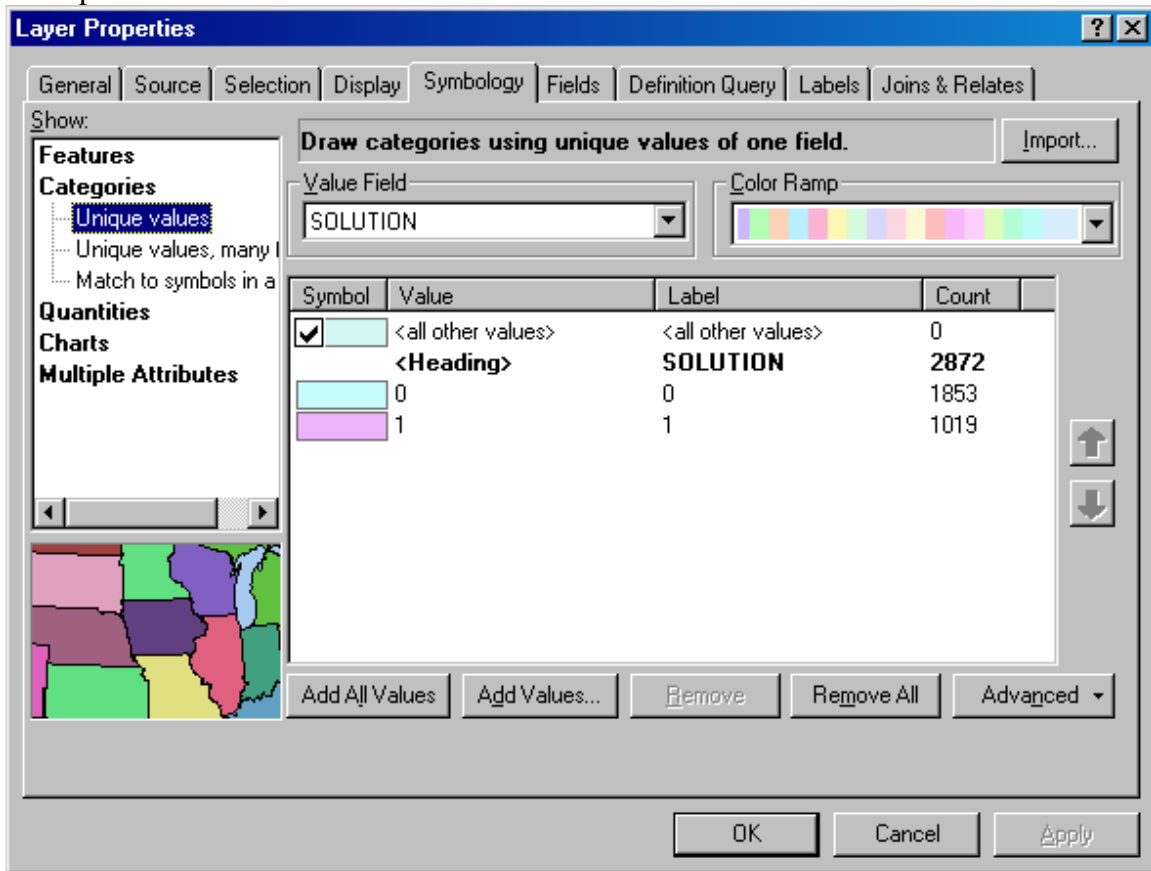 Layer Properties
General Source Selection Display Symbology Fields Definition Query Labels Joins & Relates
Show:
Features
Categories
Unique values
Unique values, many
Match to symbols in a
Quantities
Charts
Multiple Attributes
Draw categories using unique values of one field.
Import...
Value Field
SOLUTION
Color Ramp
Symbol Value Label Count
<all other values> <all other values> 0
<Heading> SOLUTION 2872
0 0 1853
1 1 1019
Add All Values Add Values... Remove Remove All Advanced
OK Cancel Apply